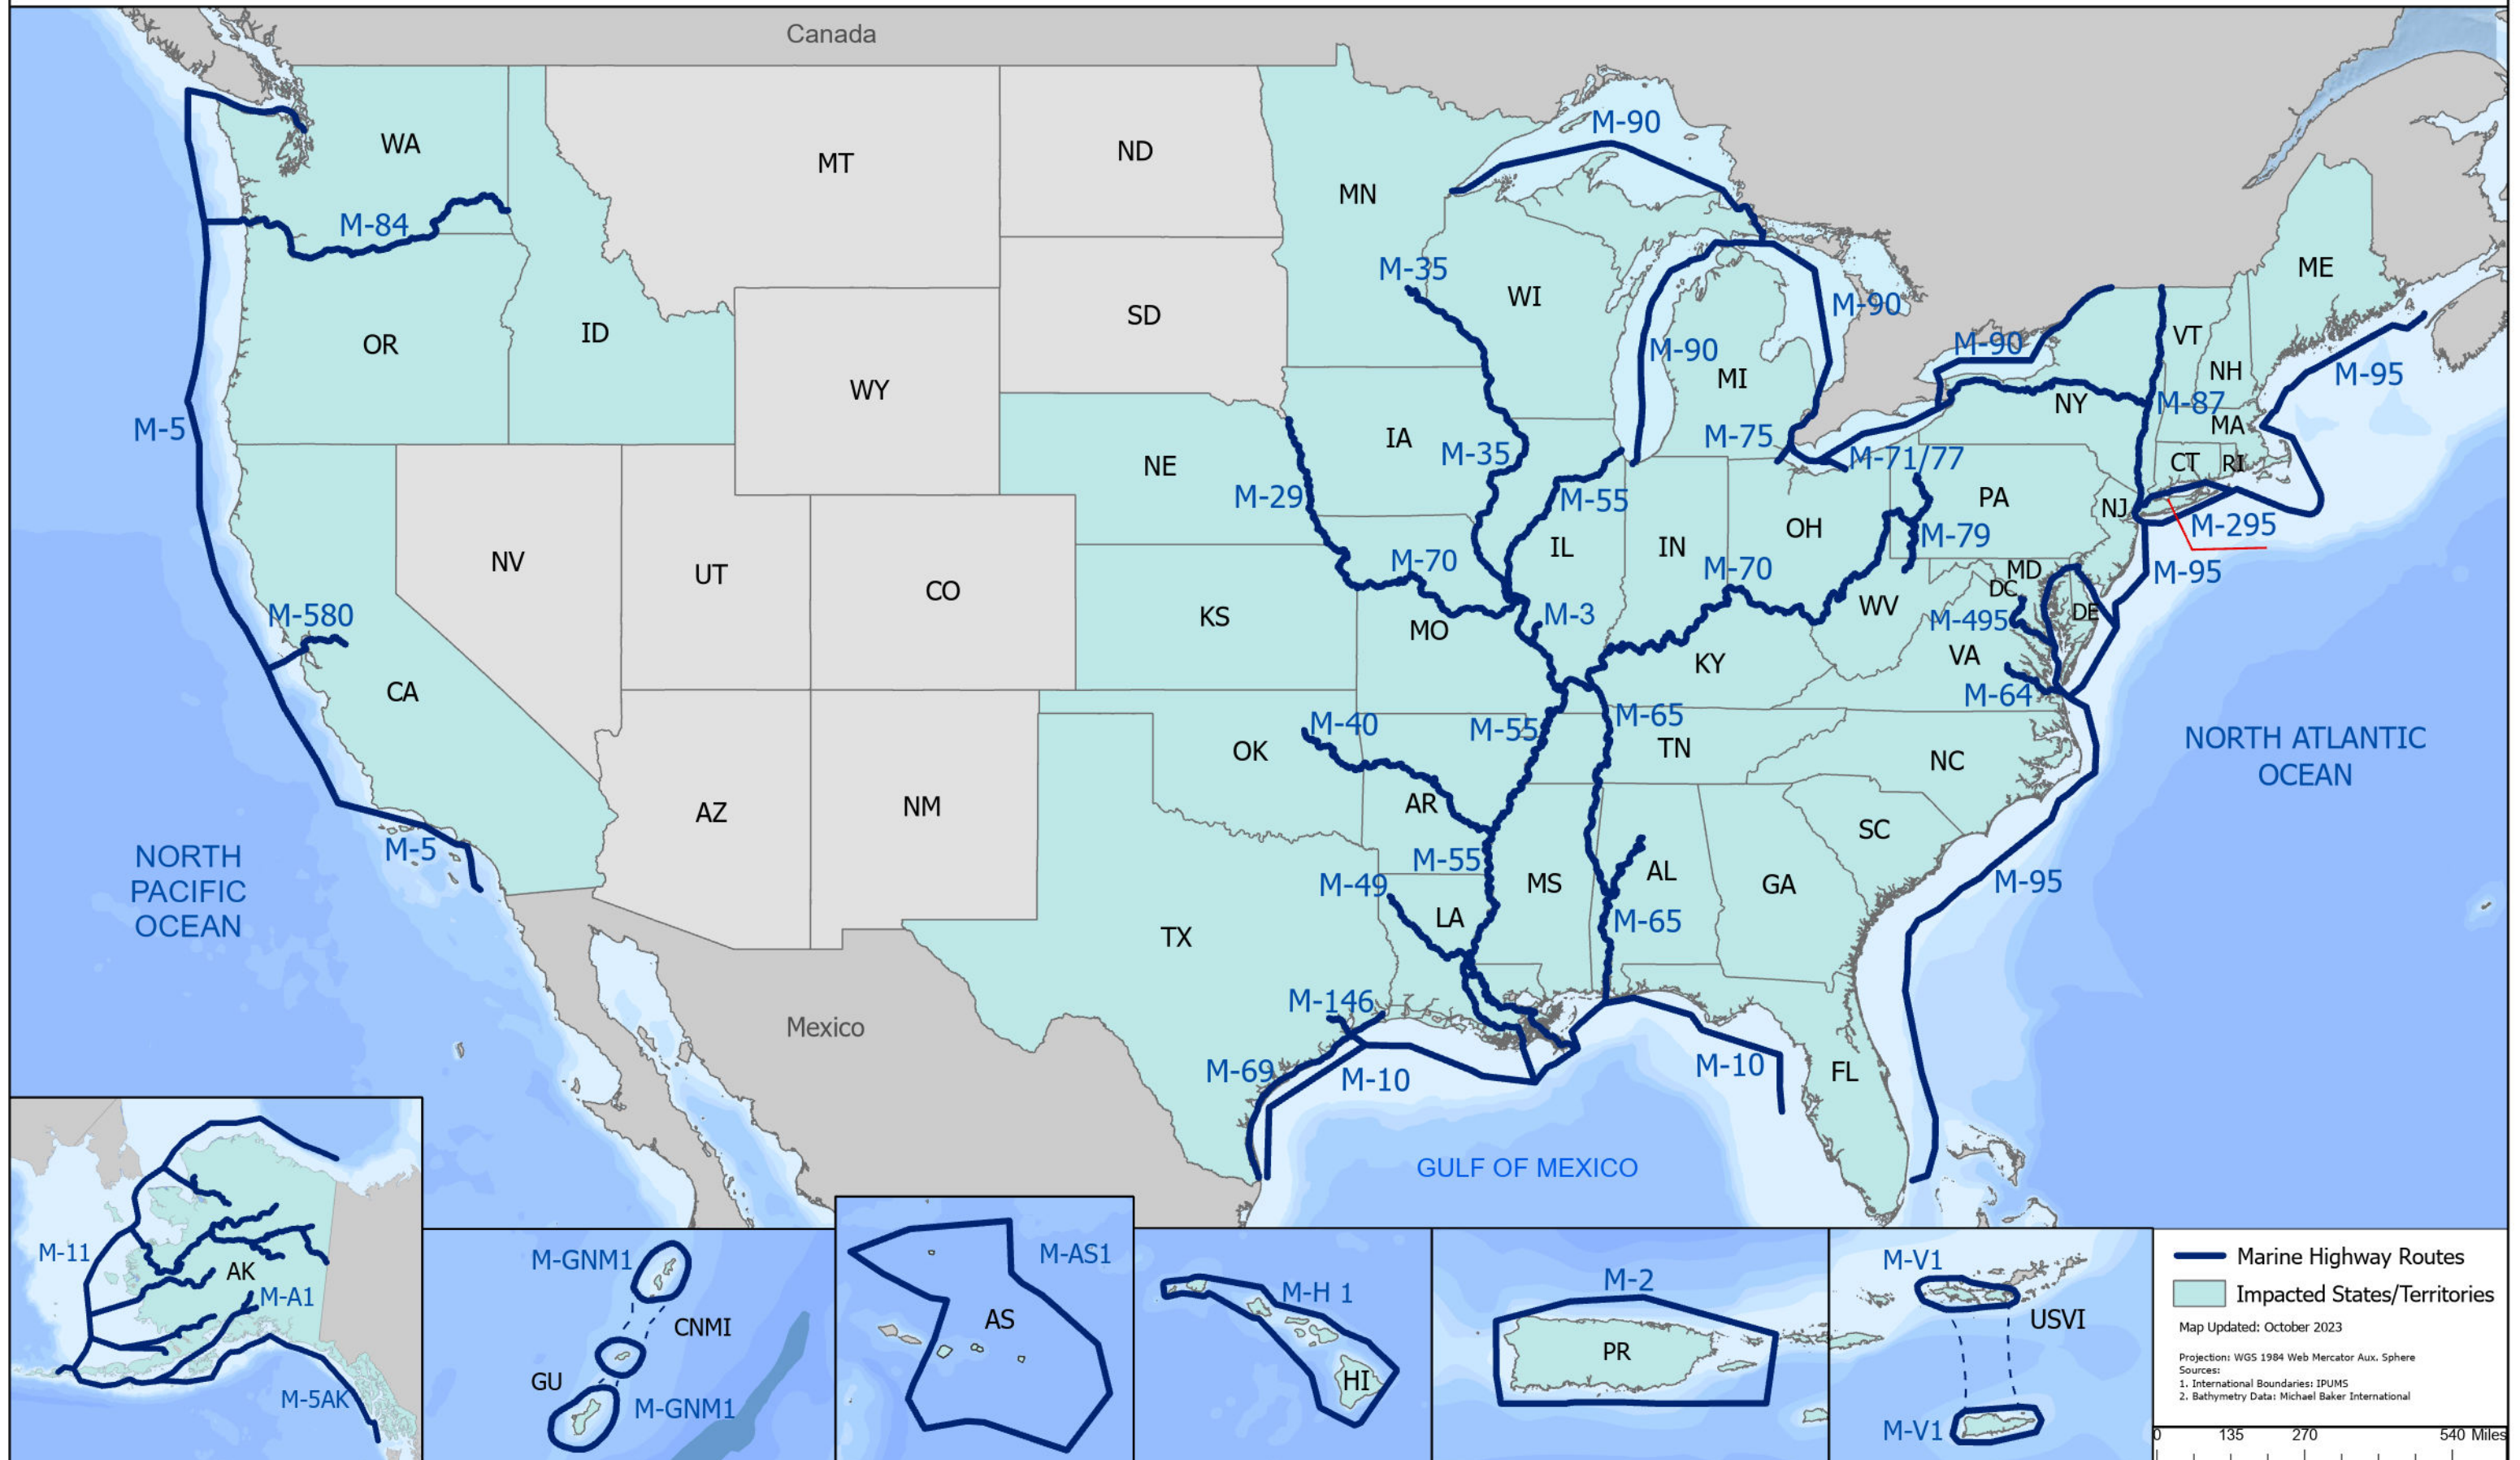 Canada
WA
MT
ND
MN
M-90
M-84
M-35
WI
ME
OR
ID
SD
M-90
M-90
M-90
VT
M-95
WY
MI
NH
M-5
NE
IA
M-35
M-75
M-71/77
NY
M-87
MA
CT
RI
M-29
M-55
PA
NJ
M-295
NV
UT
CO
M-70
IL
IN
OH
M-79
M-70
M-95
M-580
KS
MO
M-3
WV
MD
DC
DE
M-495
CA
KY
VA
M-64
M-40
M-55
M-65
TN
OK
NC
NORTH ATLANTIC
OCEAN
AZ
NM
AR
SC
M-5
NORTH
PACIFIC
OCEAN
M-55
M-49
MS
AL
GA
M-95
TX
LA
M-65
Mexico
M-146
M-69
M-10
M-10
FL
GULF OF MEXICO
M-11
AK
M-A1
M-5AK
M-GNM1
CNMI
GU
M-GNM1
M-AS1
AS
M-H 1
HI
M-2
PR
M-V1
USVI
M-V1
Marine Highway Routes
Impacted States/Territories
Map Updated: October 2023
Projection: WGS 1984 Web Mercator Aux. Sphere
Sources:
1. International Boundaries: IPUMS
2. Bathymetry Data: Michael Baker International
0 135 270 540 Miles